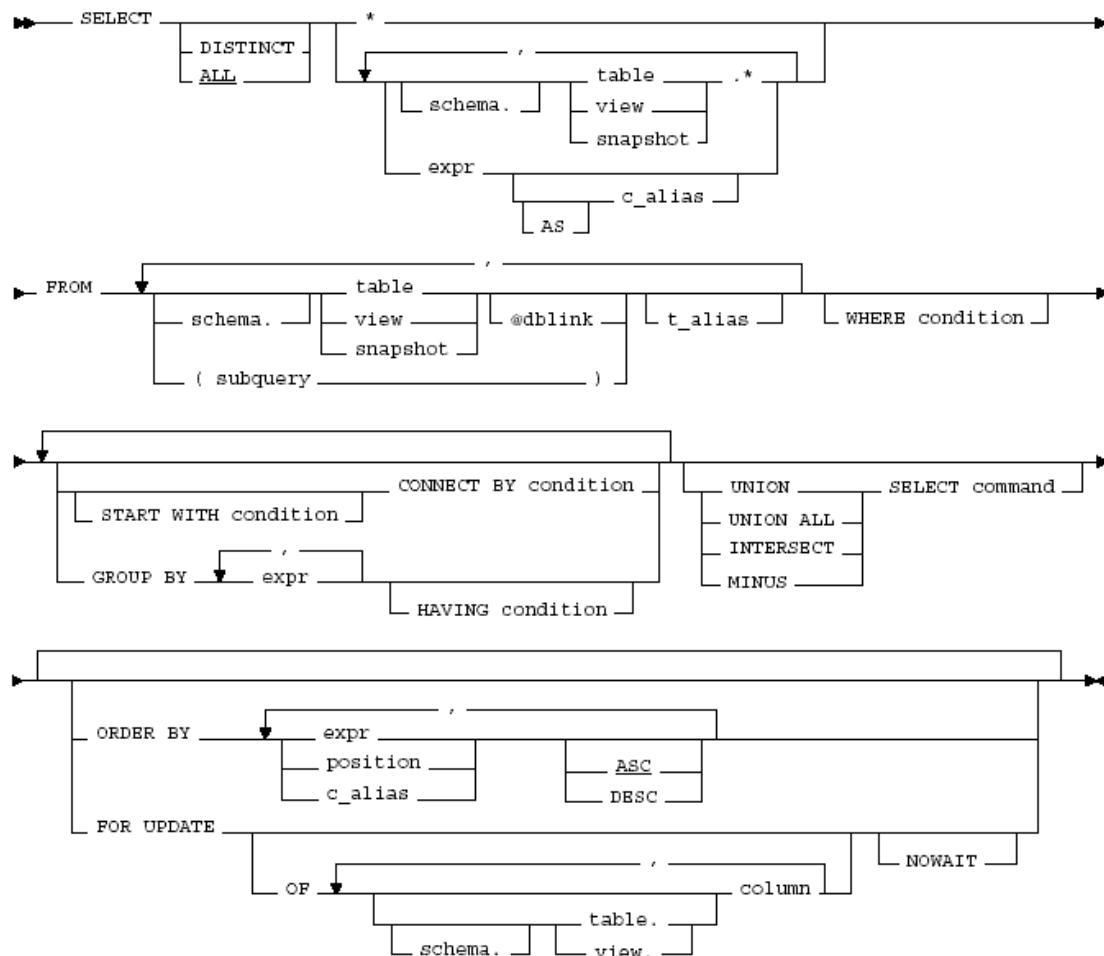 SELECT *
DISTINCT ,
ALL table .*
schema. view
snapshot
expr
c_alias
AS
,
FROM table
schema. view @dblink t_alias WHERE condition
snapshot
( subquery )
CONNECT BY condition UNION SELECT command
START WITH condition UNION ALL
, INTERSECT
GROUP BY expr MINUS
HAVING condition
,
ORDER BY expr
position ASC
c_alias DESC
FOR UPDATE
, NOWAIT
OF column
table.
schema. view.